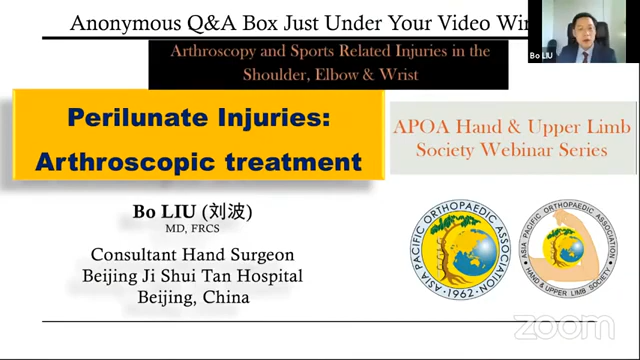 Anonymous Q&A Box Just Under Your Video Win
Bo LIU
Arthroscopy and Sports Related Injuries in the
Shoulder, Elbow & Wrist
Perilunate Injuries:
Arthroscopic treatment
APOA Hand & Upper Limb
Society Webinar Series
Bo LIU (刘波)
MD, FRCS
Consultant Hand Surgeon
Beijing Ji Shui Tan Hospital
Beijing, China
ASIA PACIFIC ORTHOPAEDIC ASSOCIATION
•1962•
ASIA PACIFIC ORTHOPAEDIC ASSOCIATION
HAND & UPPER LIMB SOCIETY
zoom